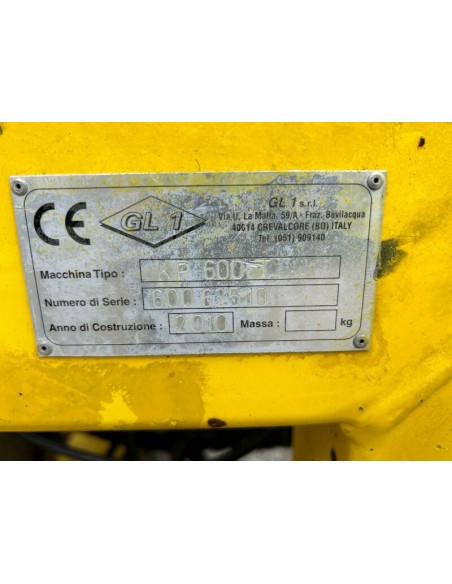 CE
GL 1
GL 1 s.r.l.
Via U. La Malfa, 59/A - Fraz. Bevilacqua
40014 CREVALCORE (BO) ITALY
Tel. (051) 909140
Macchina Tipo :
Numero di Serie :
Anno di Costruzione : 2010 Massa : kg